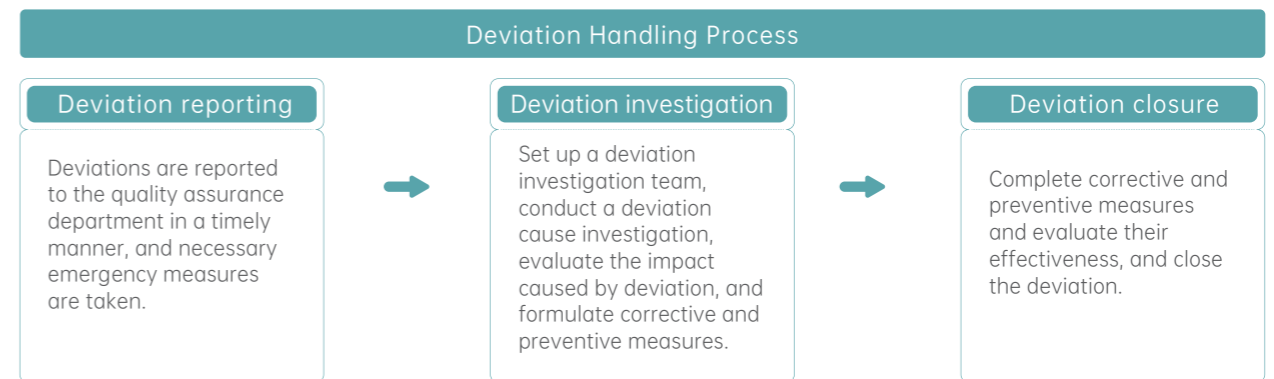 Deviation Handling Process
Deviation reporting
Deviations are reported
to the quality assurance
department in a timely
manner, and necessary
emergency measures
are taken.
Deviation investigation
Set up a deviation
investigation team,
conduct a deviation
cause investigation,
evaluate the impact
caused by deviation, and
formulate corrective and
preventive measures.
Deviation closure
Complete corrective and
preventive measures
and evaluate their
effectiveness, and close
the deviation.